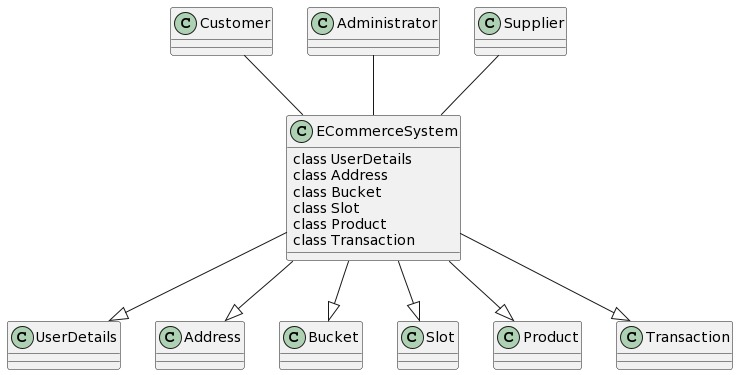 C Customer
C Administrator
C Supplier
C ECommerceSystem
class UserDetails
class Address
class Bucket
class Slot
class Product
class Transaction
C UserDetails
C Address
C Bucket
C Slot
C Product
C Transaction